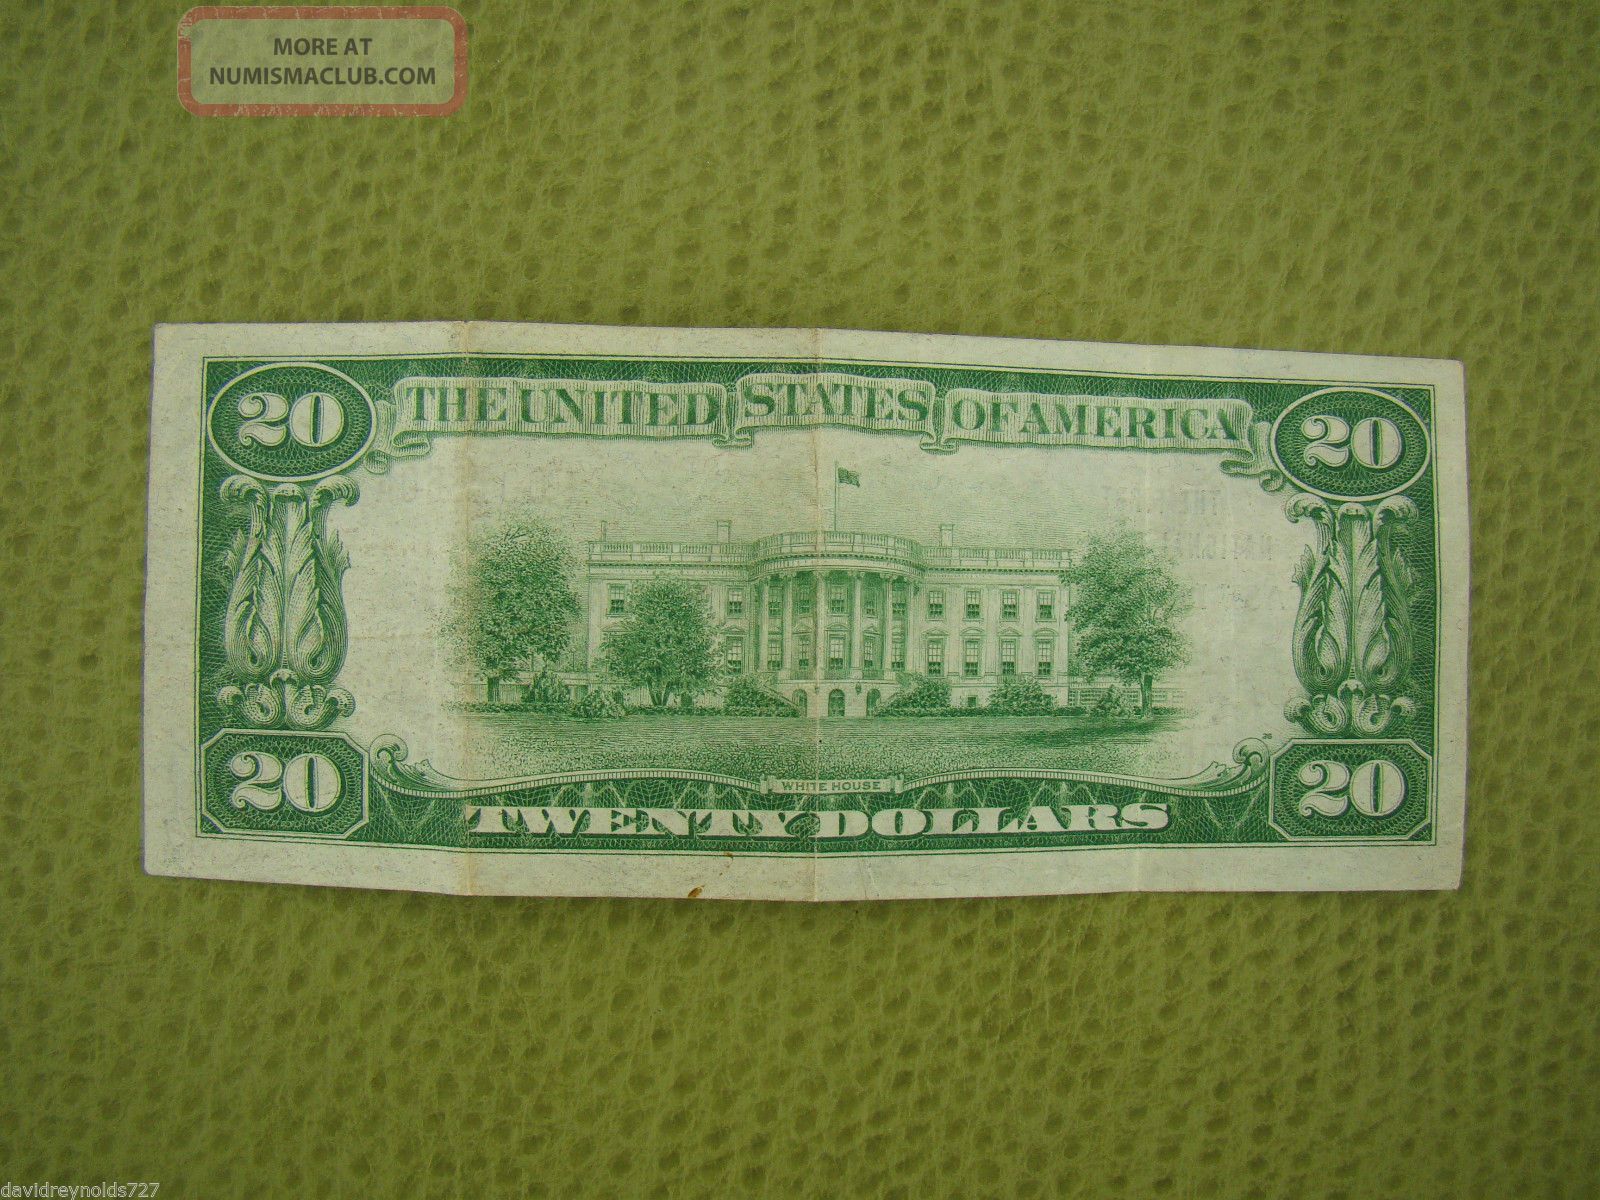 MORE AT
NUMISMACLUB.COM
20 THE UNITED STATES OF AMERICA 20
WHITE HOUSE
20 TWENTY DOLLARS 20
davidreynolds727